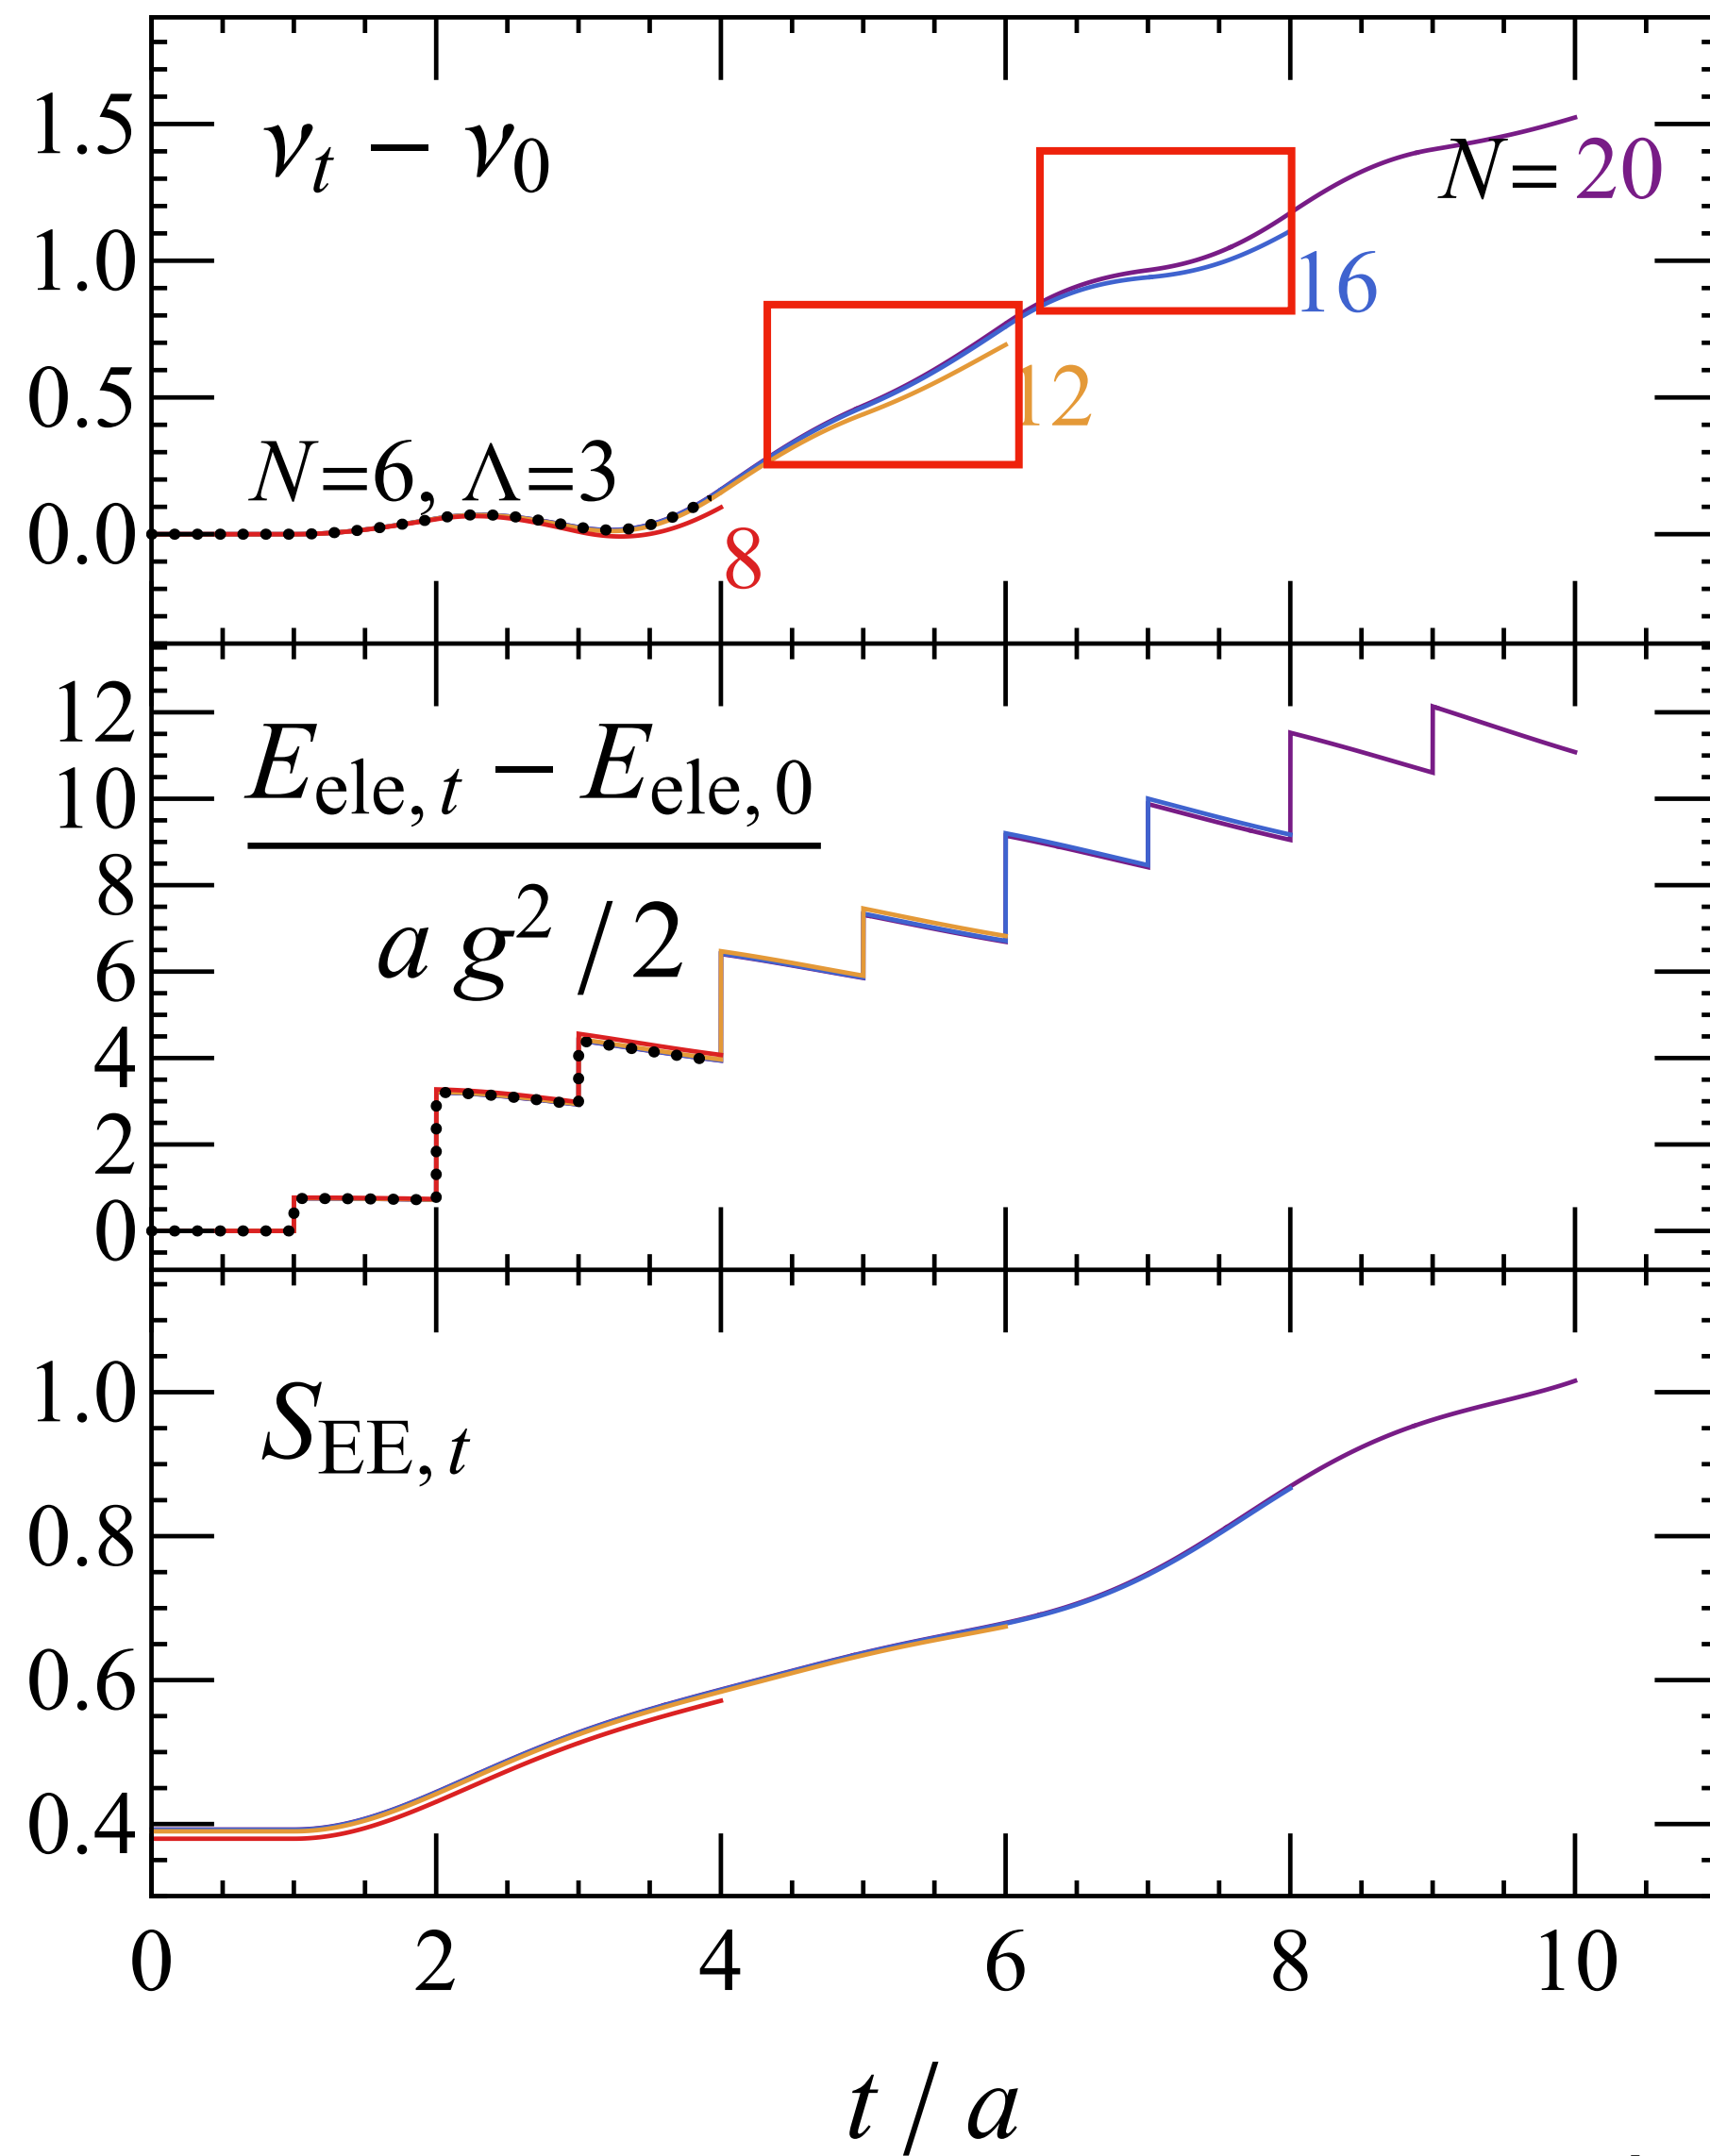 1.5
ν_t − ν_0
N= 20
1.0
16
0.5
12
N=6, Λ=3
0.0
8
12
E_ele, t − E_ele, 0
10
8
a g² / 2
6
4
2
0
1.0
S_EE, t
0.8
0.6
0.4
0 2 4 6 8 10
t / a